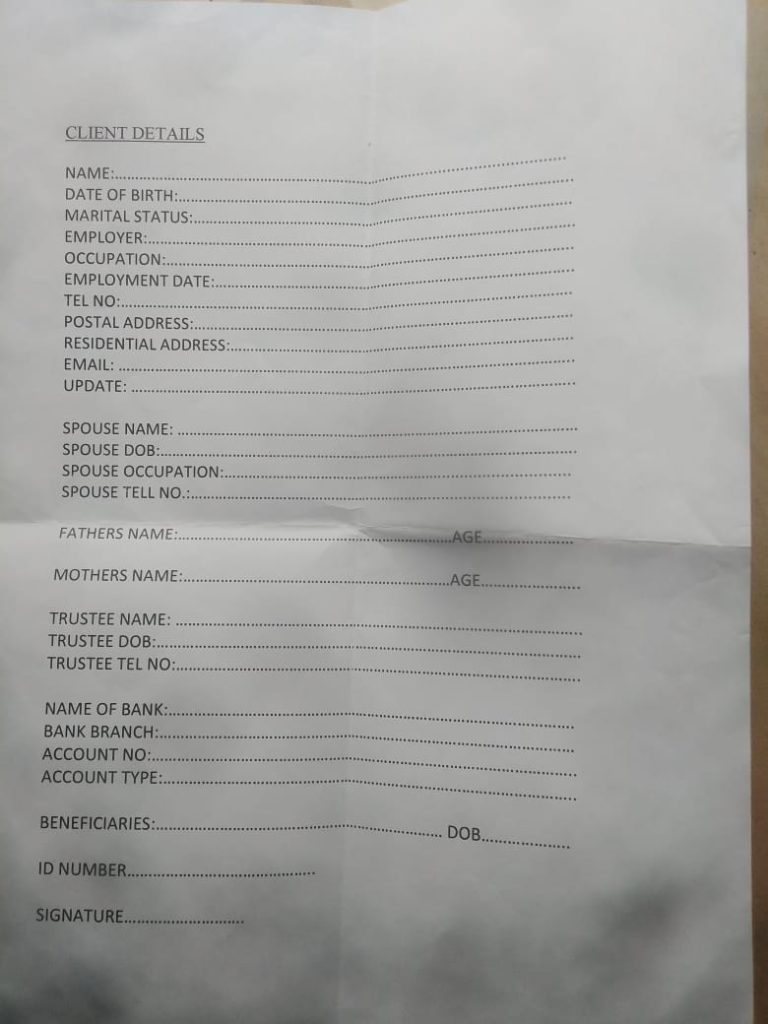 CLIENT DETAILS
NAME:..........................................................................................
DATE OF BIRTH:..............................................................................
MARITAL STATUS:..........................................................................
EMPLOYER:....................................................................................
OCCUPATION:................................................................................
EMPLOYMENT DATE:......................................................................
TEL NO:.........................................................................................
POSTAL ADDRESS:..........................................................................
RESIDENTIAL ADDRESS:..................................................................
EMAIL: ..........................................................................................
UPDATE: ........................................................................................
SPOUSE NAME: ..............................................................................
SPOUSE DOB:.................................................................................
SPOUSE OCCUPATION:....................................................................
SPOUSE TELL NO.:..........................................................................
FATHERS NAME:.................................................................AGE......................
MOTHERS NAME:................................................................AGE........................
TRUSTEE NAME: ..............................................................................
TRUSTEE DOB:.................................................................................
TRUSTEE TEL NO:.............................................................................
NAME OF BANK:...............................................................................
BANK BRANCH:.................................................................................
ACCOUNT NO:..................................................................................
ACCOUNT TYPE:................................................................................
BENEFICIARIES:.................................................................... DOB.....................
ID NUMBER.............................................
SIGNATURE............................